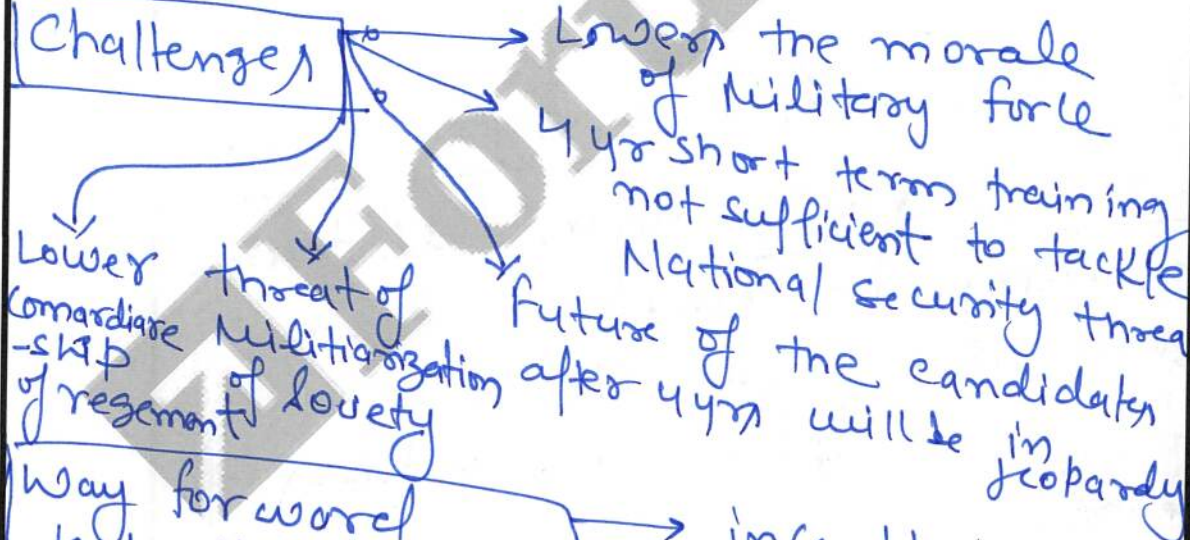 Challenges
Lowers the morale
of Military force
4 yr short term training
not sufficient to tackle
National security threa
Future of the candidates
after 4 yrs will be in
jeopardy
threat of
Militiarization
of Society
Lower
comardiare
-ship
of regement
Way forword